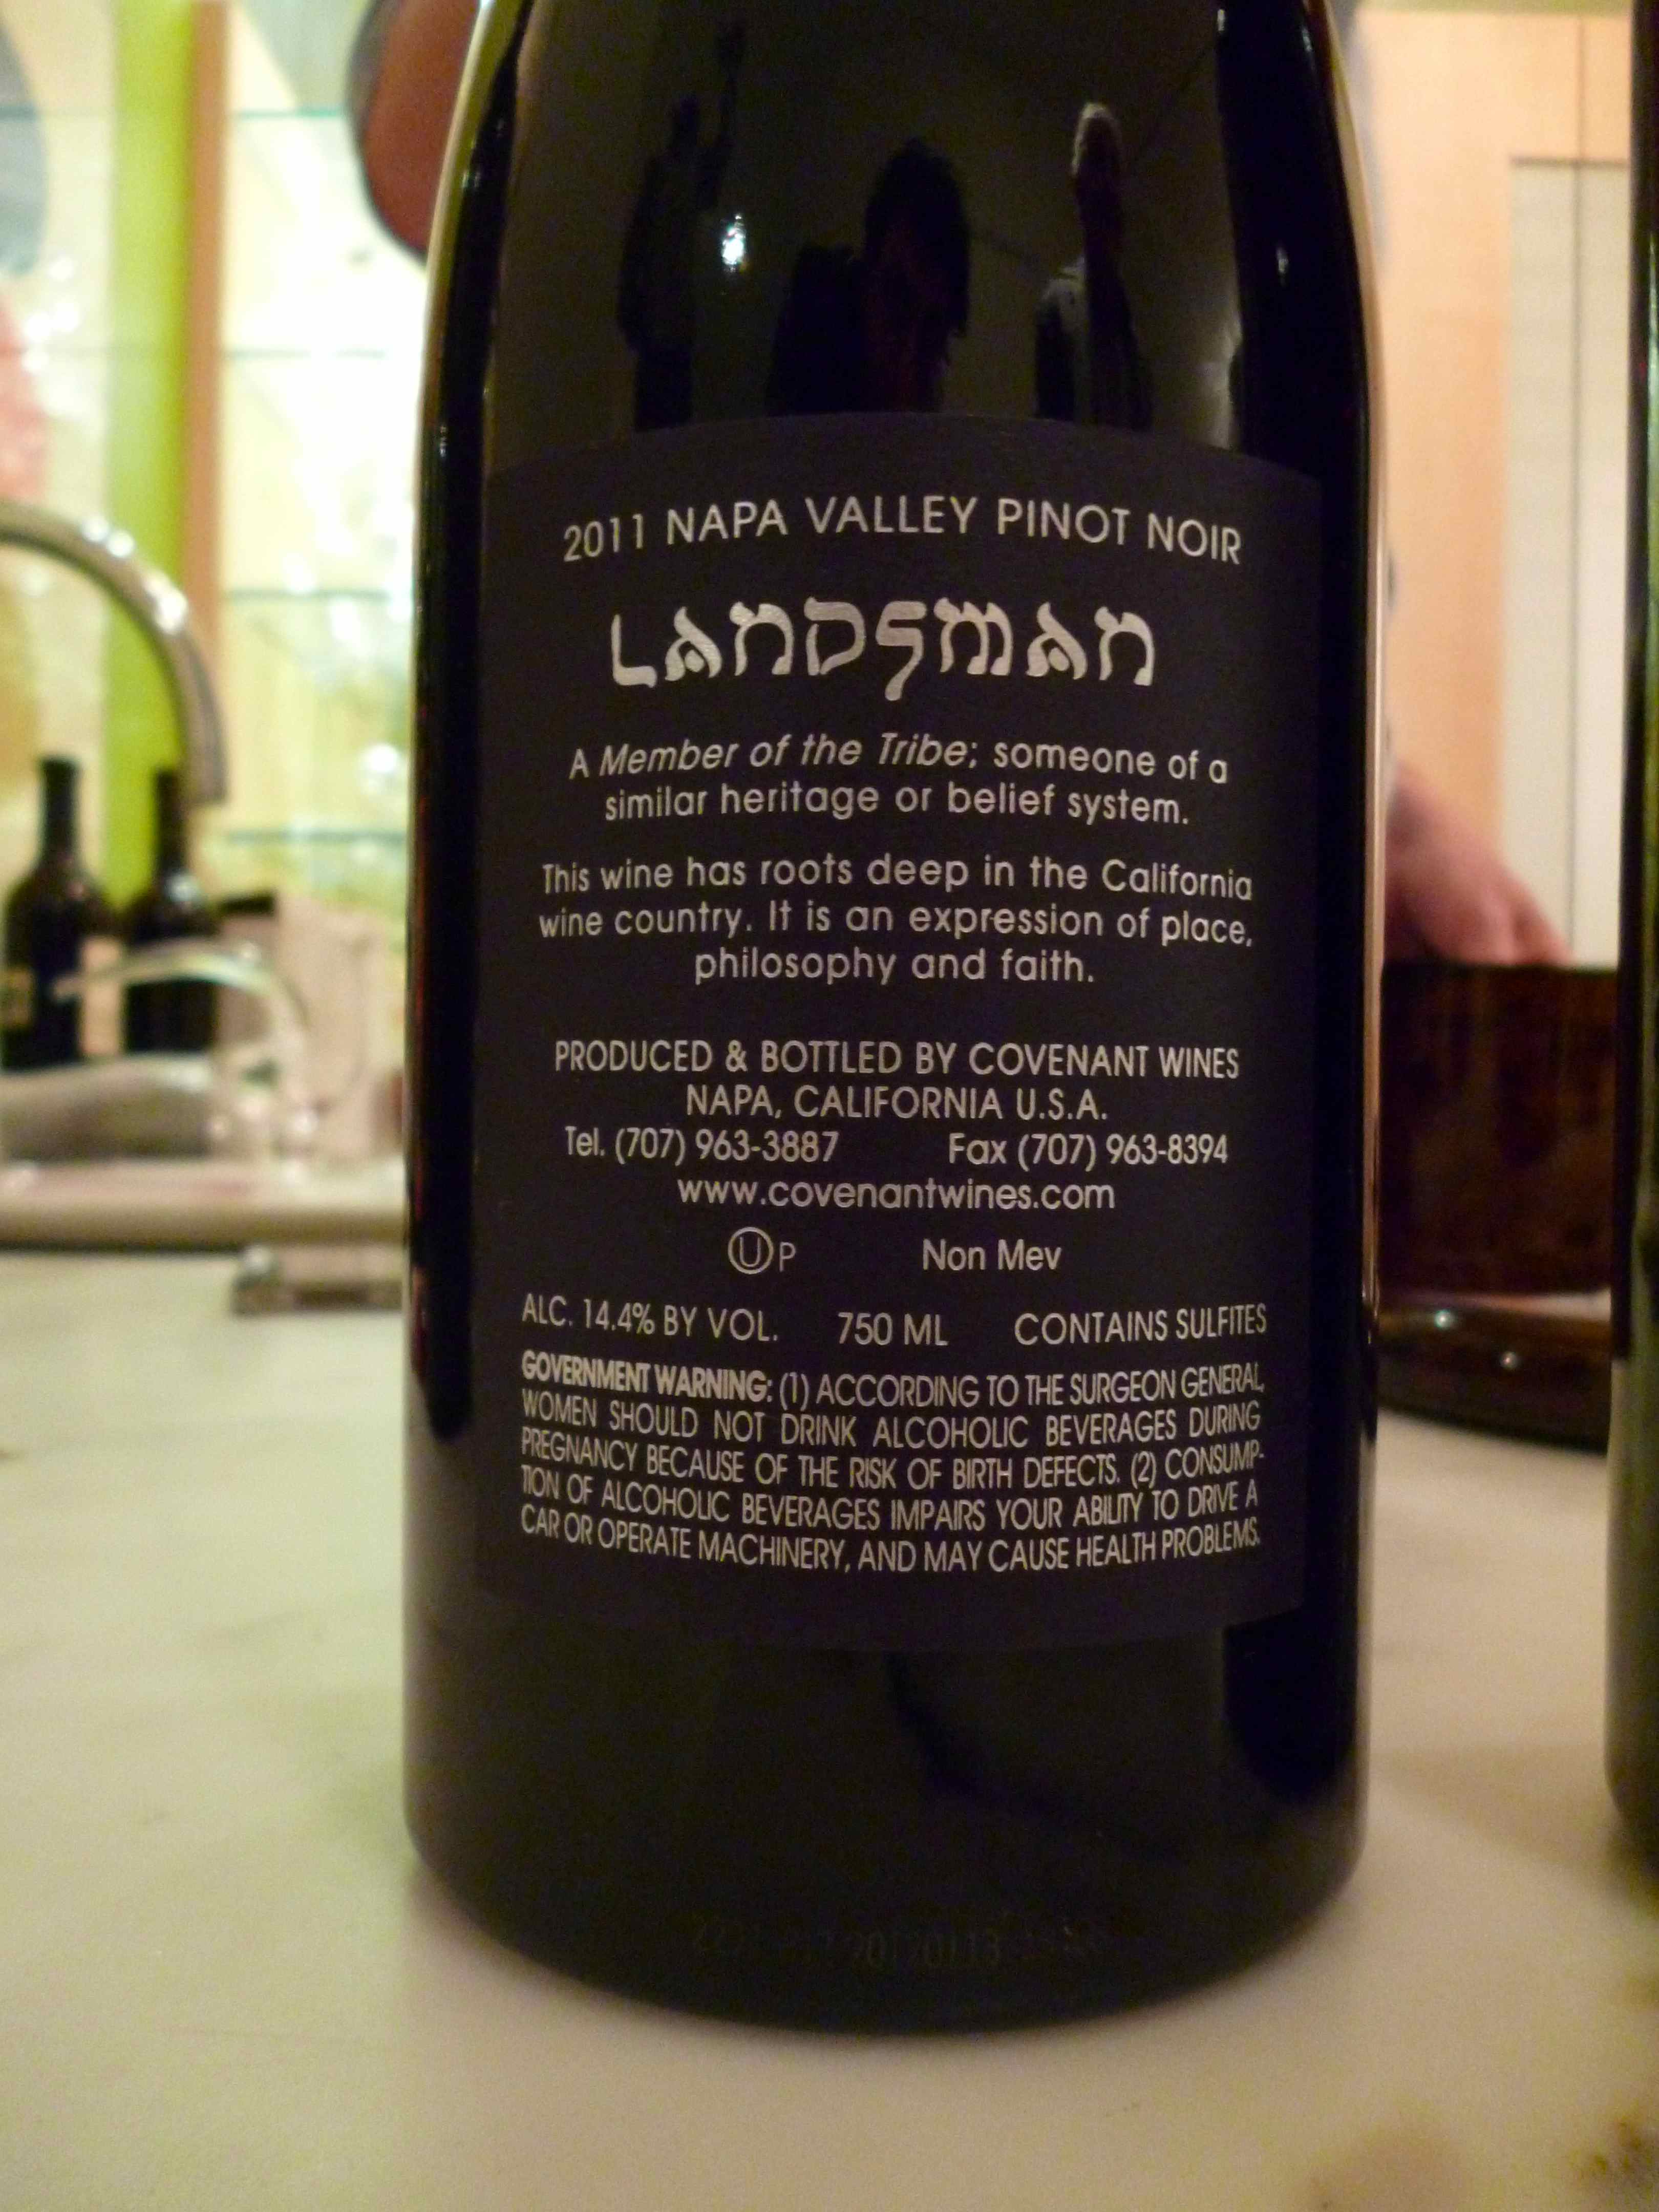 2011 NAPA VALLEY PINOT NOIR
LANDSMAN
A Member of the Tribe; someone of a
similar heritage or belief system.
This wine has roots deep in the California
wine country. It is an expression of place,
philosophy and faith.
PRODUCED & BOTTLED BY COVENANT WINES
NAPA, CALIFORNIA U.S.A.
Tel. (707) 963-3887 Fax (707) 963-8394
www.covenantwines.com
Ⓤ P Non Mev
ALC. 14.4% BY VOL. 750 ML CONTAINS SULFITES
GOVERNMENT WARNING: (1) ACCORDING TO THE SURGEON GENERAL,
WOMEN SHOULD NOT DRINK ALCOHOLIC BEVERAGES DURING
PREGNANCY BECAUSE OF THE RISK OF BIRTH DEFECTS. (2) CONSUMP-
TION OF ALCOHOLIC BEVERAGES IMPAIRS YOUR ABILITY TO DRIVE A
CAR OR OPERATE MACHINERY, AND MAY CAUSE HEALTH PROBLEMS.